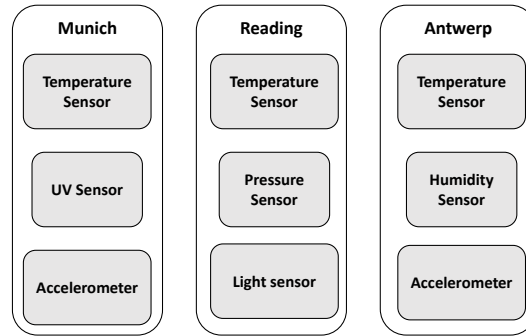 Munich
Temperature
Sensor
UV Sensor
Accelerometer
Reading
Temperature
Sensor
Pressure
Sensor
Light sensor
Antwerp
Temperature
Sensor
Humidity
Sensor
Accelerometer